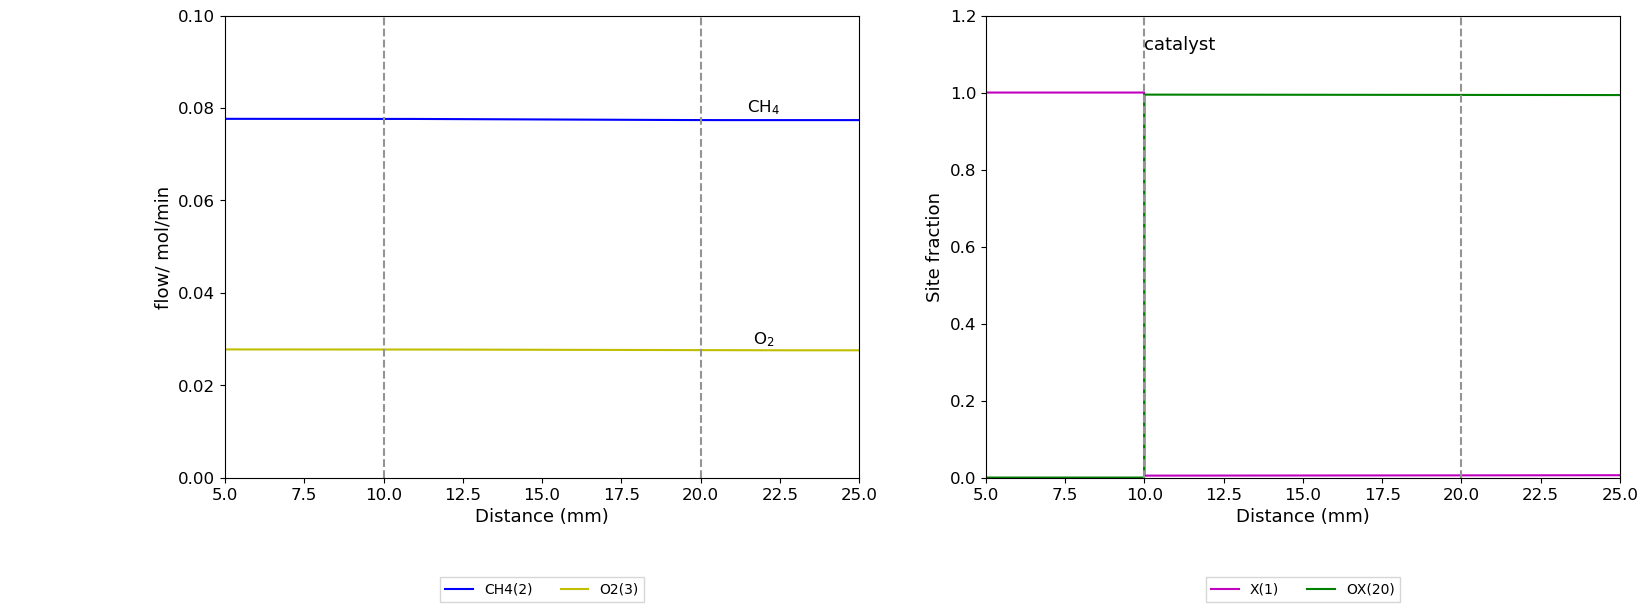 0.10
0.08
0.06
0.04
0.02
0.00
flow/ mol/min
CH₄
O₂
5.0 7.5 10.0 12.5 15.0 17.5 20.0 22.5 25.0
Distance (mm)
CH4(2) O2(3)
1.2
1.0
0.8
0.6
0.4
0.2
0.0
Site fraction
catalyst
5.0 7.5 10.0 12.5 15.0 17.5 20.0 22.5 25.0
Distance (mm)
X(1) OX(20)